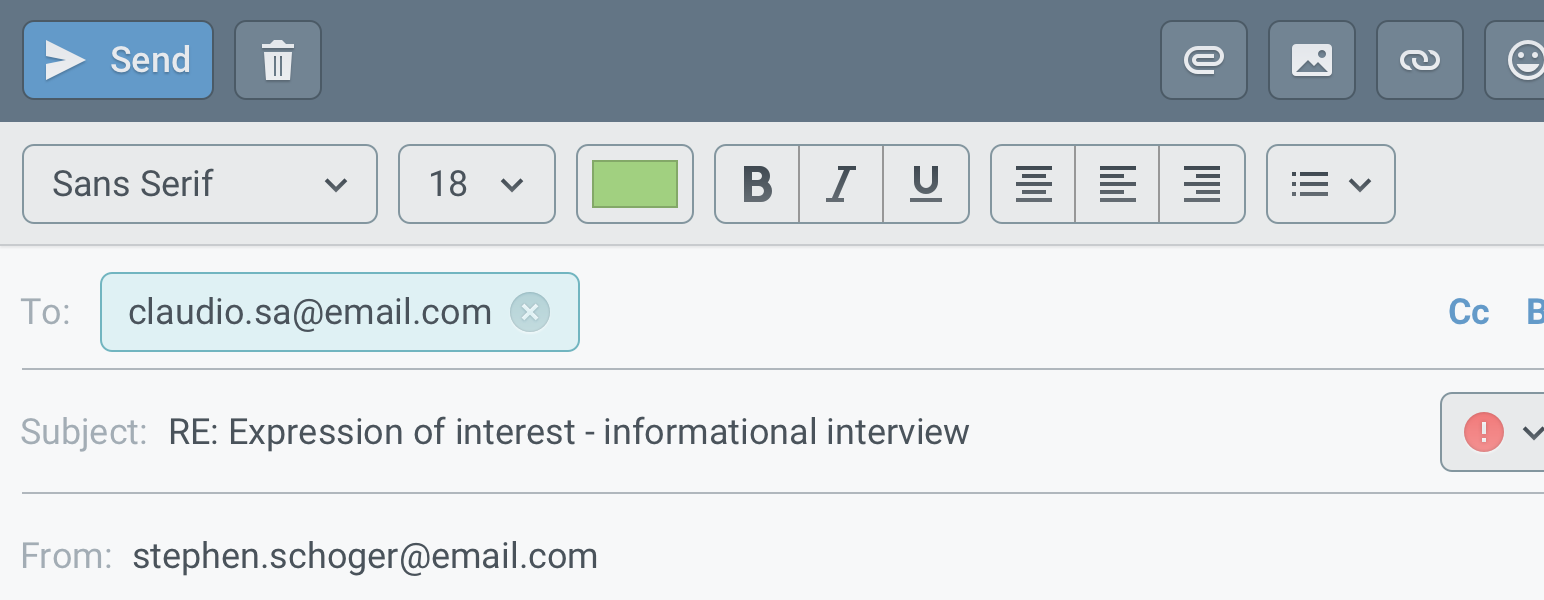 Send
Sans Serif 18 B I U
To: claudio.sa@email.com Cc B
Subject: RE: Expression of interest - informational interview
From: stephen.schoger@email.com